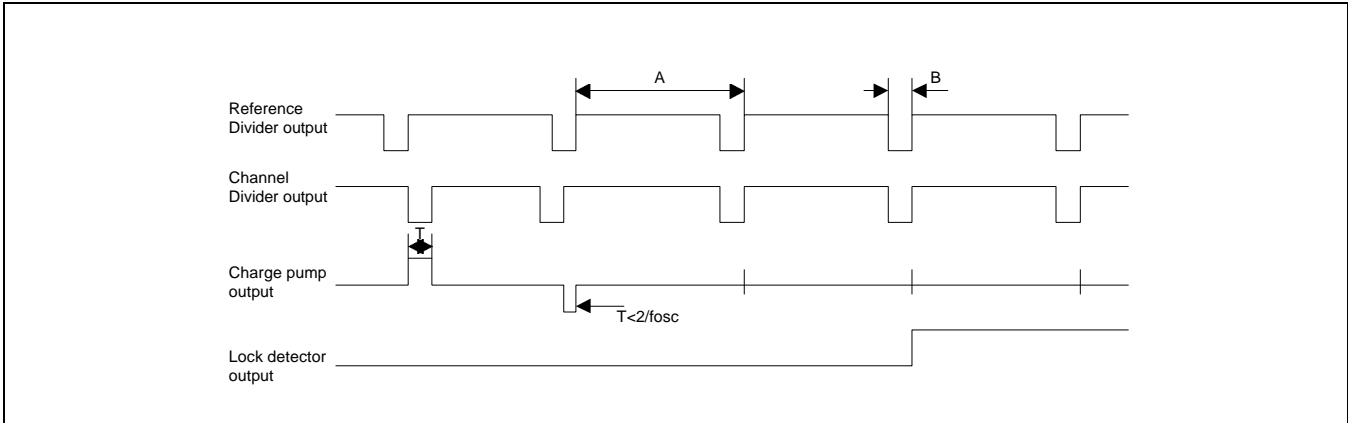 A
B
Reference
Divider output
Channel
Divider output
T
Charge pump
output
T<2/fosc
Lock detector
output